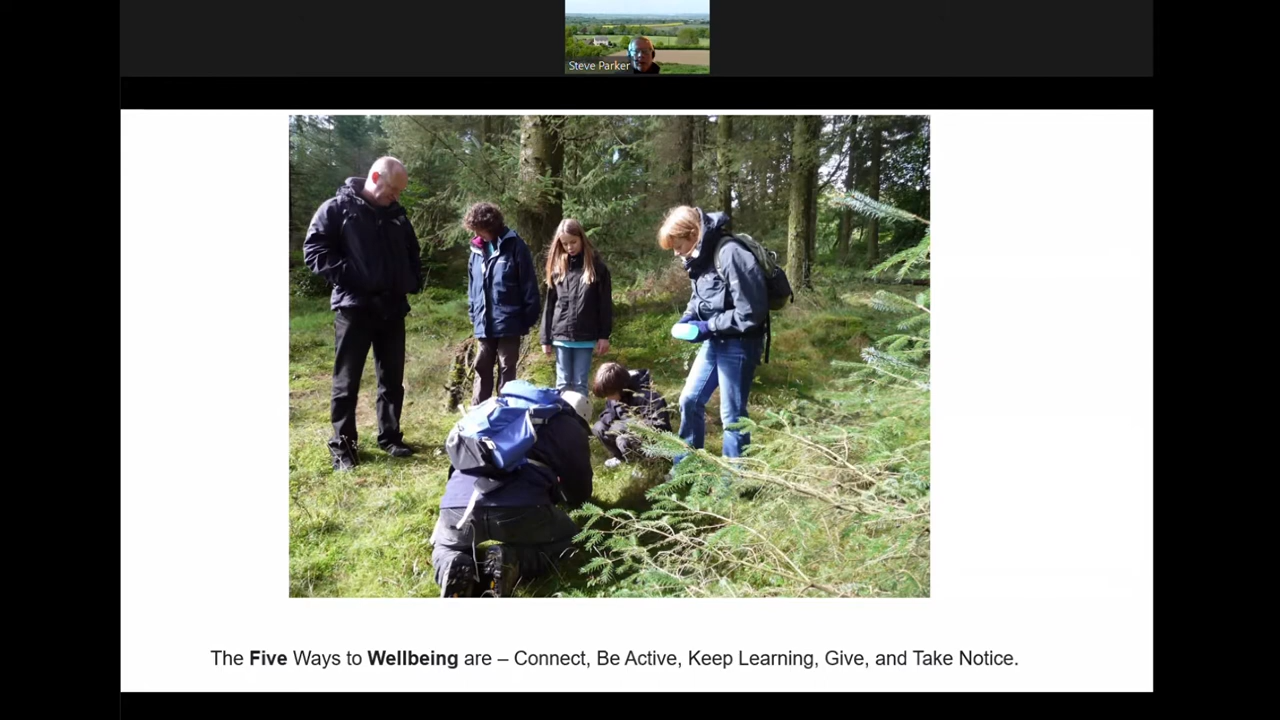 Steve Parker
The Five Ways to Wellbeing are – Connect, Be Active, Keep Learning, Give, and Take Notice.